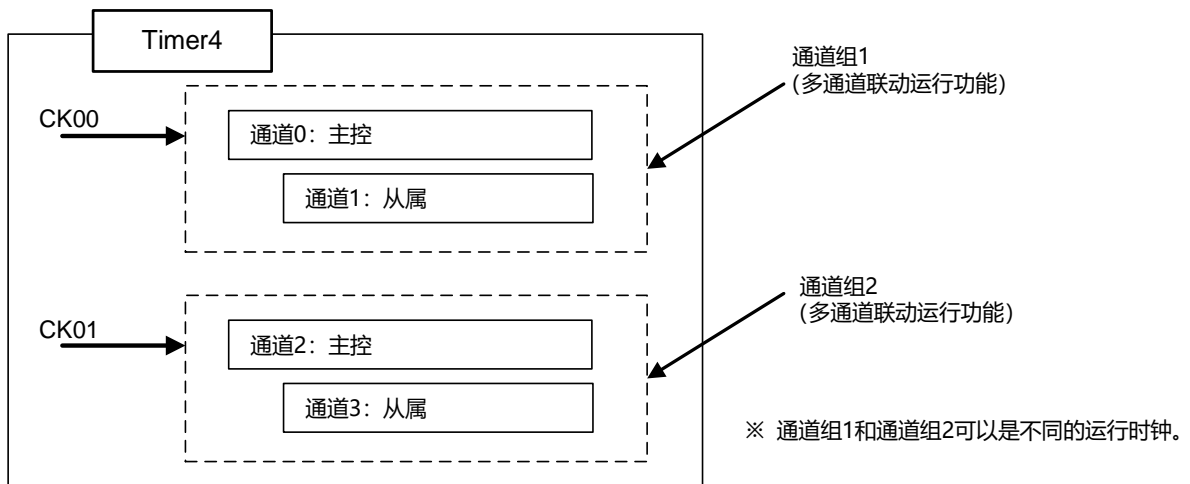 Timer4
通道组1
(多通道联动运行功能)
CK00
通道0：主控
通道1：从属
通道组2
(多通道联动运行功能)
CK01
通道2：主控
通道3：从属
※ 通道组1和通道组2可以是不同的运行时钟。